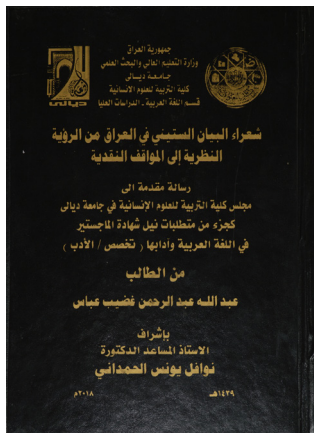 جمهورية العراق
وزارة التعليم العالي والبحث العلمي
جامعة ديالى
كلية التربية للعلوم الانسانية
قسم اللغة العربية - الدراسات العليا
ديالى
شعراء البيان الستيني في العراق من الرؤية
النظرية إلى المواقف النقدية
رسالة مقدمة الى
مجلس كلية التربية للعلوم الإنسانية في جامعة ديالى
كجزء من متطلبات نيل شهادة الماجستير
في اللغة العربية وادابها ( تخصص / الأدب )
من الطالب
عبد الله عبد الرحمن غضيب عباس
بإشراف
الاستاذ المساعد الدكتورة
نوافل يونس الحمداني
١٤٣٩هـ ٢٠١٨م